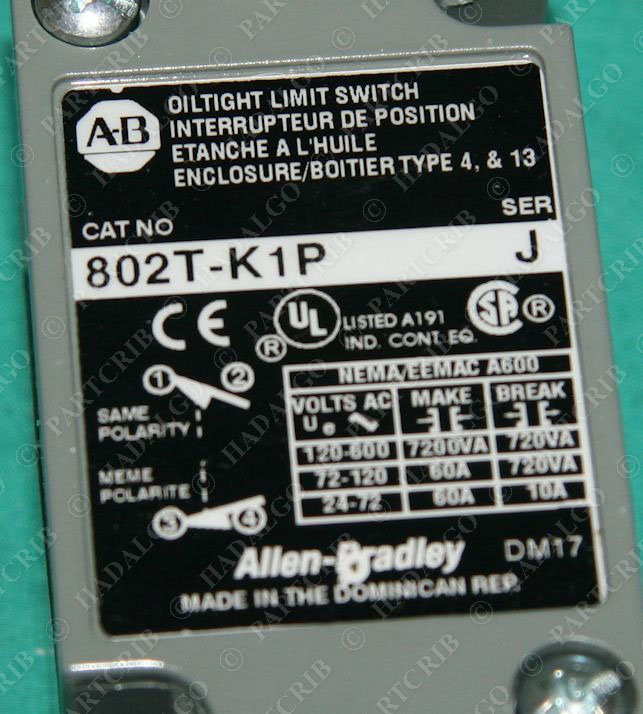 A-B
OILTIGHT LIMIT SWITCH
INTERRUPTEUR DE POSITION
ETANCHE A L'HUILE
ENCLOSURE/BOITIER TYPE 4, & 13
CAT NO SER
802T-K1P J
CE UL ® LISTED A191 SA ®
IND. CONT. EQ.
1 2
SAME
POLARITY
MEME
POLARITE
3 4
NEMA/EEMAC A600
VOLTS AC MAKE BREAK
Ue
120-600 7200VA 720VA
72-120 60A 720VA
24-72 60A 10A
Allen-Bradley DM17
MADE IN THE DOMINICAN REP.
© PARTCRIB
© HADALGO